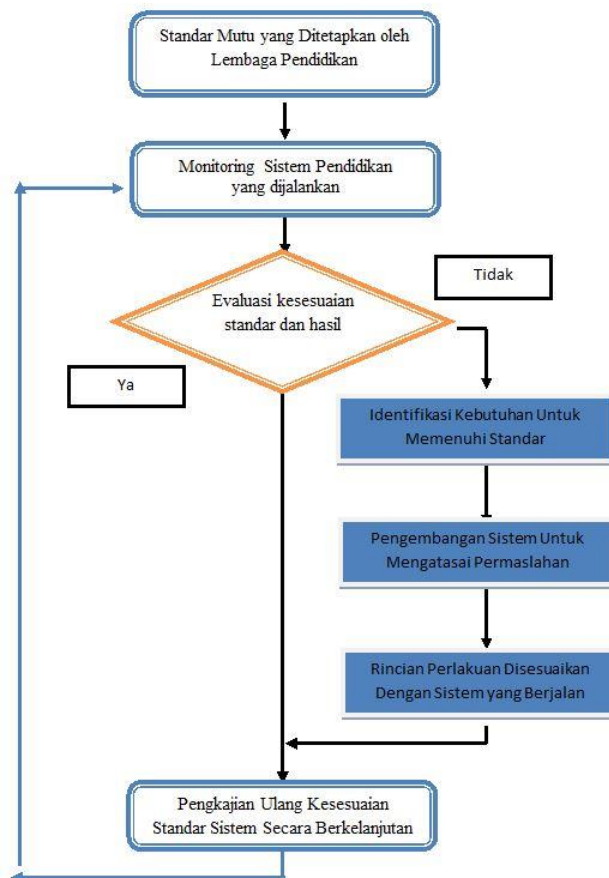 Standar Mutu yang Ditetapkan oleh
Lembaga Pendidikan
Monitoring Sistem Pendidikan
yang dijalankan
Tidak
Evaluasi kesesuaian
standar dan hasil
Ya
Identifikasi Kebutuhan Untuk
Memenuhi Standar
Pengembangan Sistem Untuk
Mengatasai Permaslahan
Rincian Perlakuan Disesuaikan
Dengan Sistem yang Berjalan
Pengkajian Ulang Kesesuaian
Standar Sistem Secara Berkelanjutan